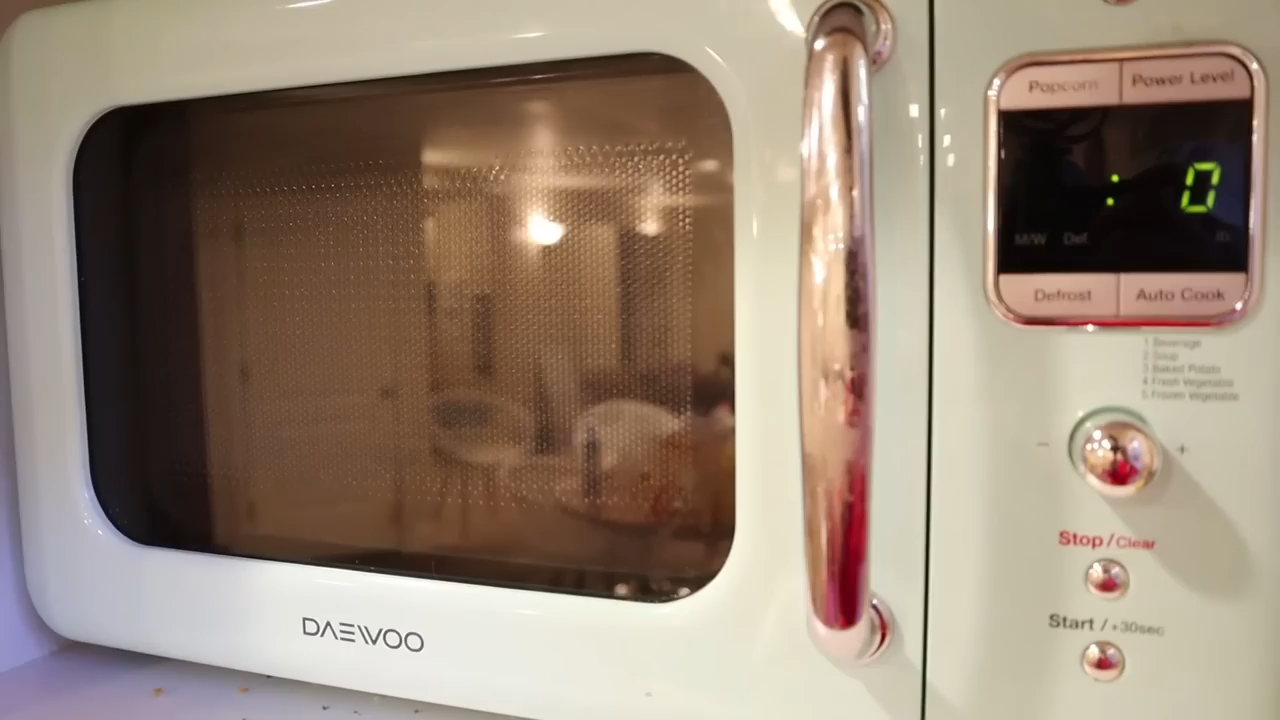 Popcorn
Power Level
: 0
M/W Def. lb.
Defrost
Auto Cook
1.Beverage
2.Soup
3.Baked Potato
4.Fresh Vegetable
5.Frozen Vegetable
− +
Stop/Clear
Start/+30sec
DAEWOO